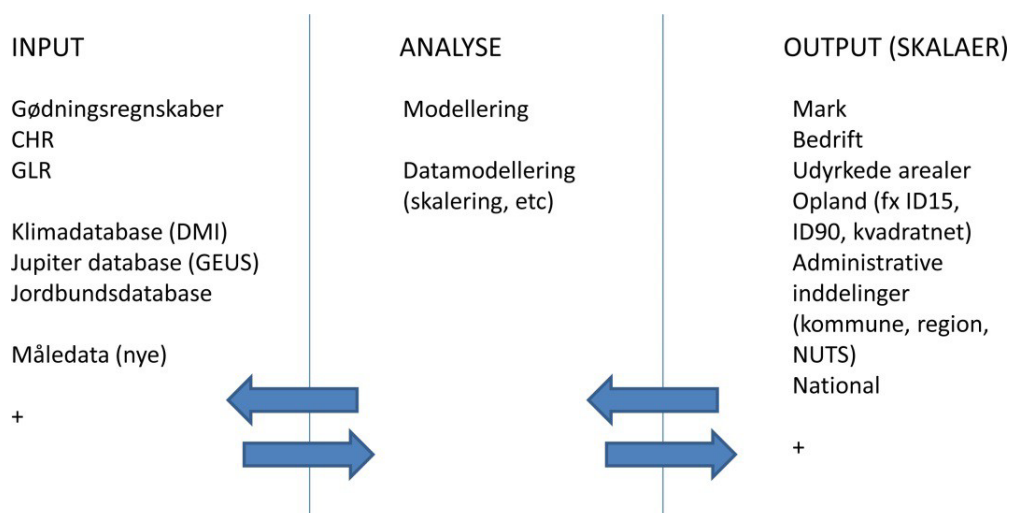 INPUT
Gødningsregnskaber
CHR
GLR
Klimadatabase (DMI)
Jupiter database (GEUS)
Jordbundsdatabase
Måledata (nye)
+
ANALYSE
Modellering
Datamodellering
(skalering, etc)
OUTPUT (SKALAER)
Mark
Bedrift
Udyrkede arealer
Opland (fx ID15,
ID90, kvadratnet)
Administrative
inddelinger
(kommune, region,
NUTS)
National
+